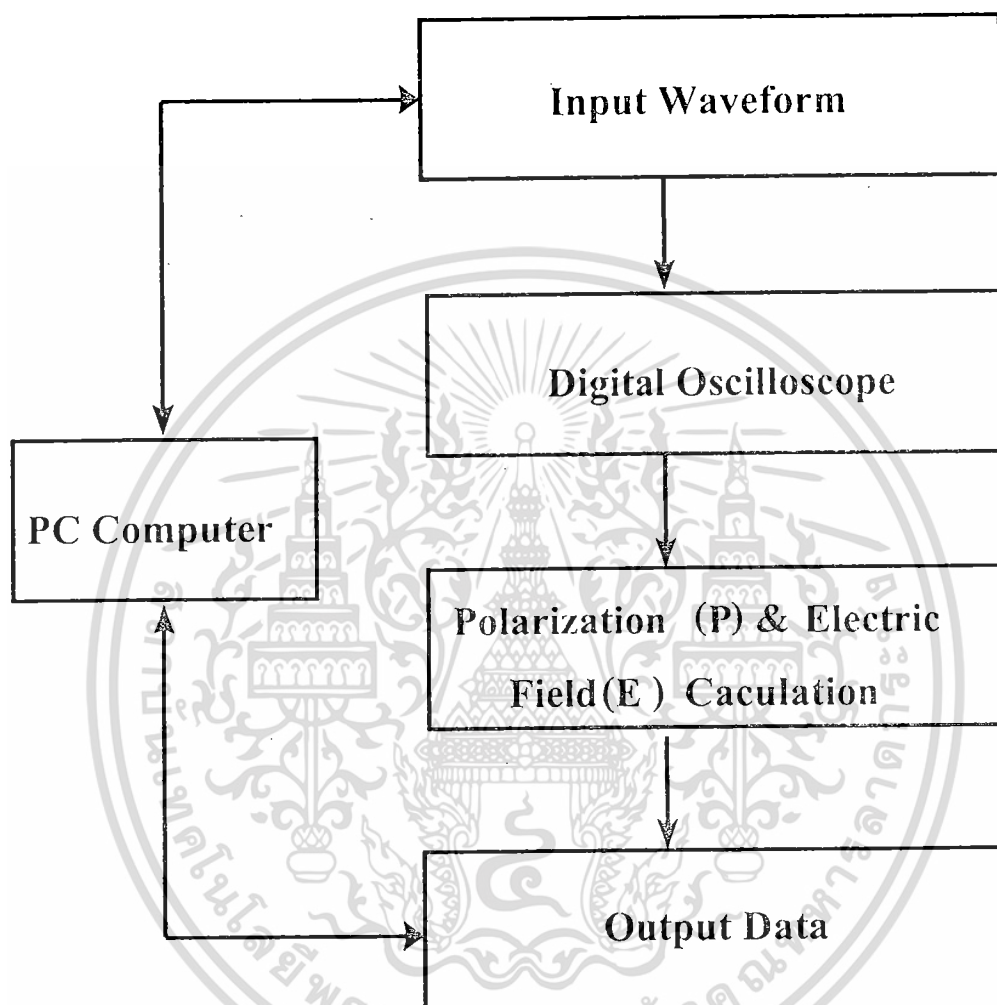 Input Waveform
Digital Oscilloscope
PC Computer
Polarization (P) & Electric
Field(E) Caculation
Output Data